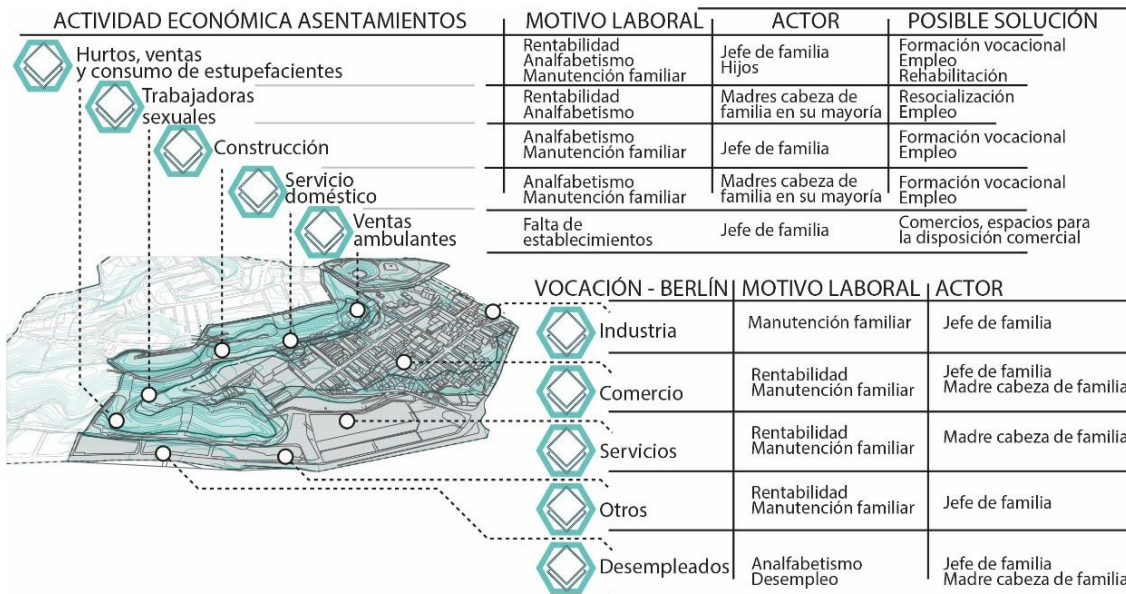 ACTIVIDAD ECONÓMICA ASENTAMIENTOS
MOTIVO LABORAL
ACTOR
POSIBLE SOLUCIÓN
Hurtos, ventas
y consumo de estupefacientes
Rentabilidad
Analfabetismo
Manutención familiar
Jefe de familia
Hijos
Formación vocacional
Empleo
Rehabilitación
Trabajadoras
sexuales
Rentabilidad
Analfabetismo
Madres cabeza de
familia en su mayoría
Resocialización
Empleo
Construcción
Analfabetismo
Manutención familiar
Jefe de familia
Formación vocacional
Empleo
Servicio
doméstico
Analfabetismo
Manutención familiar
Madres cabeza de
familia en su mayoría
Formación vocacional
Empleo
Ventas
ambulantes
Falta de
establecimientos
Jefe de familia
Comercios, espacios para
la disposición comercial
VOCACIÓN - BERLÍN
MOTIVO LABORAL
ACTOR
Industria
Manutención familiar
Jefe de familia
Comercio
Rentabilidad
Manutención familiar
Jefe de familia
Madre cabeza de familia
Servicios
Rentabilidad
Manutención familiar
Madre cabeza de familia
Otros
Rentabilidad
Manutención familiar
Jefe de familia
Desempleados
Analfabetismo
Desempleo
Jefe de familia
Madre cabeza de familia